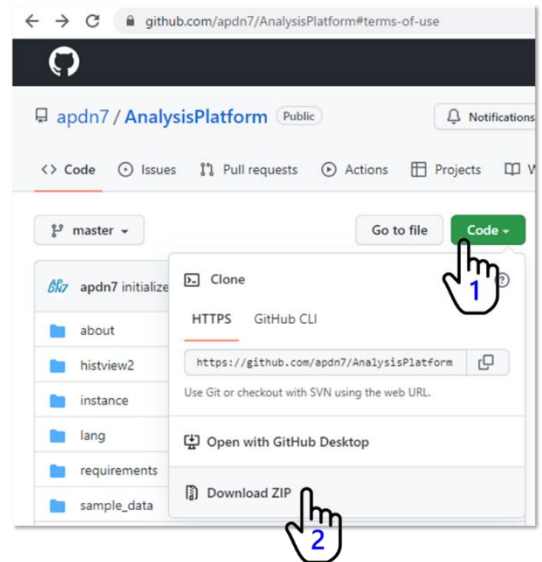 github.com/apdn7/AnalysisPlatform#terms-of-use
apdn7 / AnalysisPlatform Public
Notifications
<> Code Issues Pull requests Actions Projects W
master Go to file Code
apdn7 initialize
about
histview2
instance
lang
requirements
sample_data
Clone
1
HTTPS GitHub CLI
https://github.com/apdn7/AnalysisPlatform
Use Git or checkout with SVN using the web URL.
Open with GitHub Desktop
Download ZIP
2